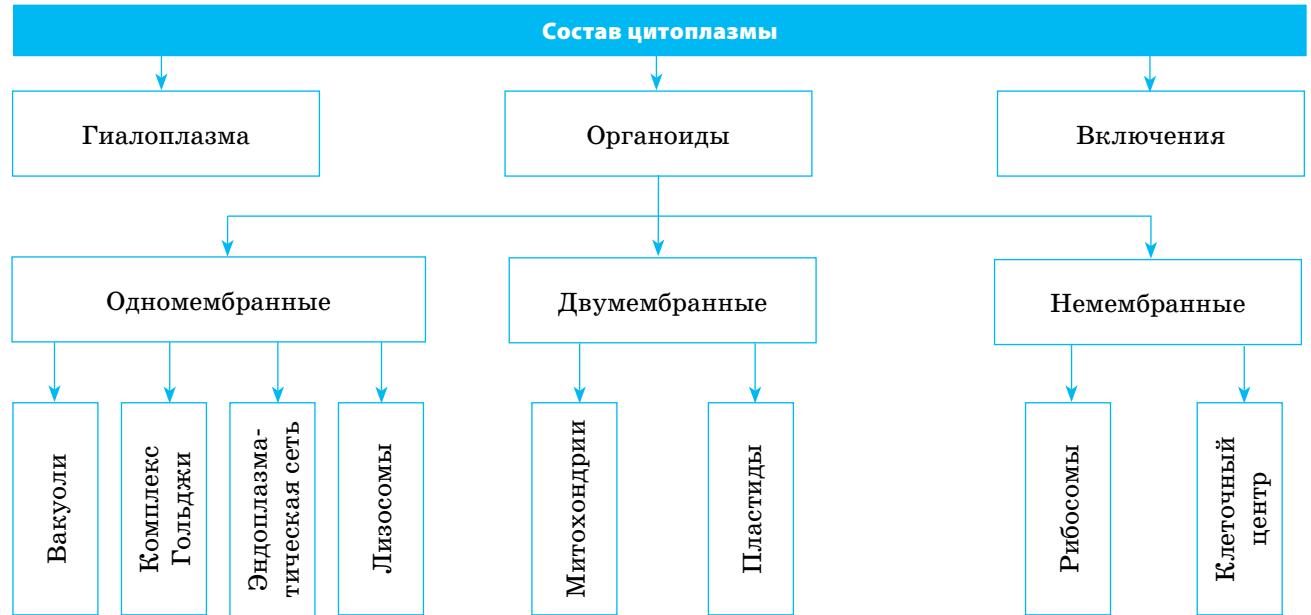 Состав цитоплазмы
Гиалоплазма
Органоиды
Включения
Одномембранные
Двумембранные
Немембранные
Вакуоли
Комплекс
Гольджи
Эндоплазма-
тическая сеть
Лизосомы
Митохондрии
Пластиды
Рибосомы
Клеточный
центр